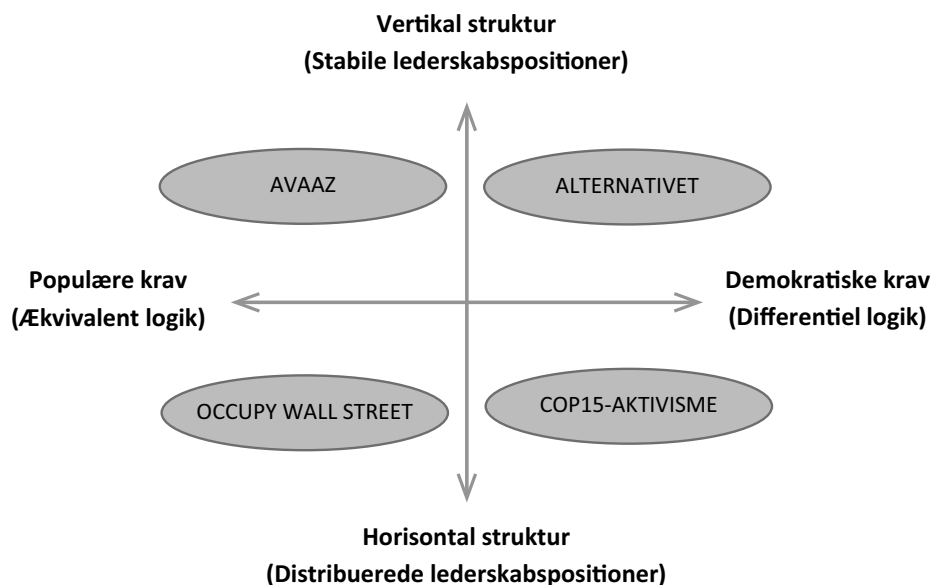 Vertikal struktur
(Stabile lederskabspositioner)
AVAAZ
ALTERNATIVET
Populære krav
(Ækvivalent logik)
Demokratiske krav
(Differentiel logik)
OCCUPY WALL STREET
COP15-AKTIVISME
Horisontal struktur
(Distribuerede lederskabspositioner)